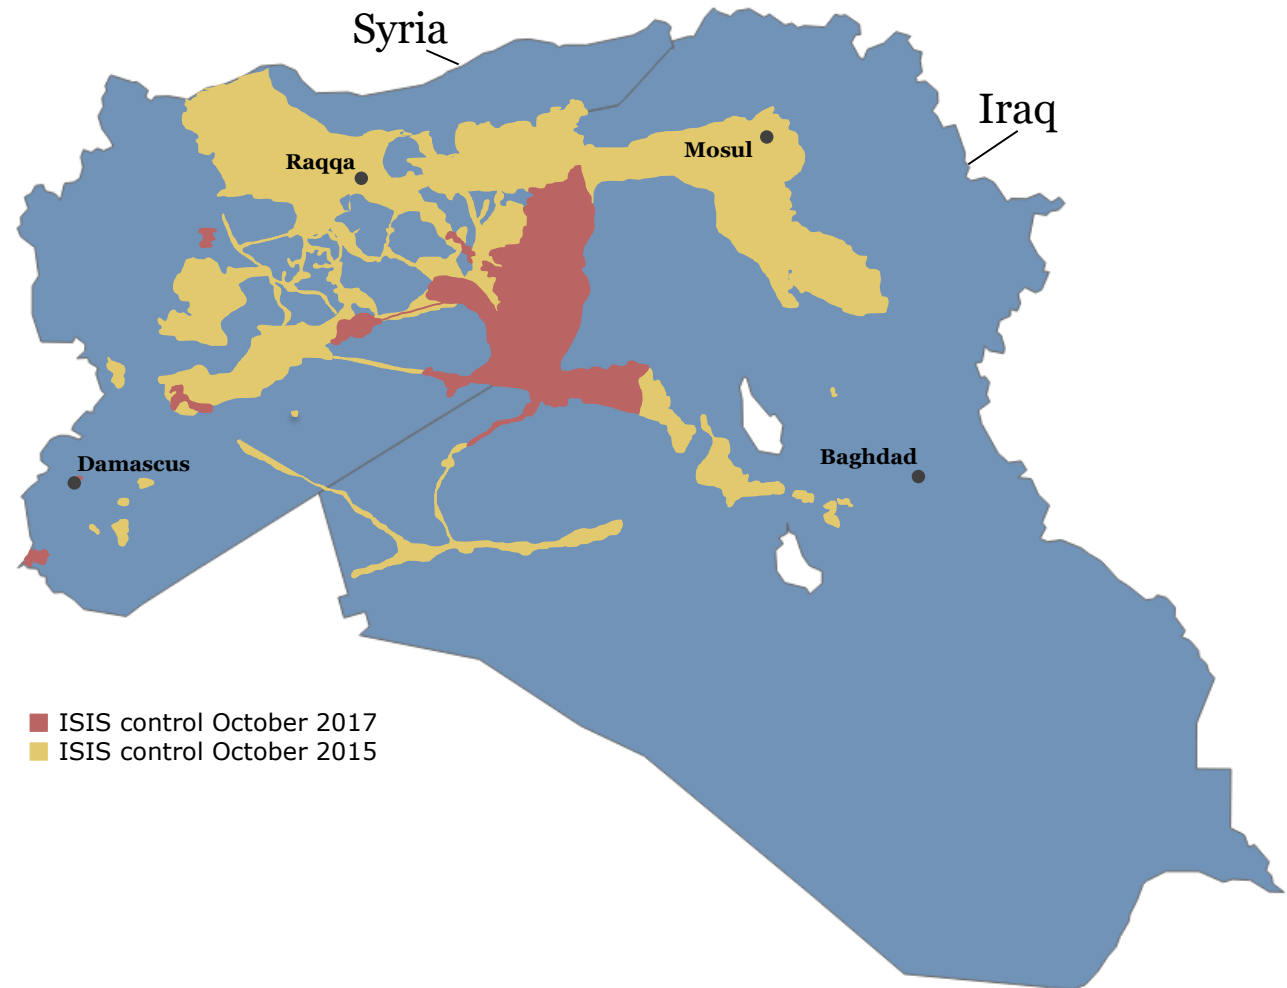 Syria
Iraq
Mosul
Raqqa
Baghdad
Damascus
ISIS control October 2017
ISIS control October 2015